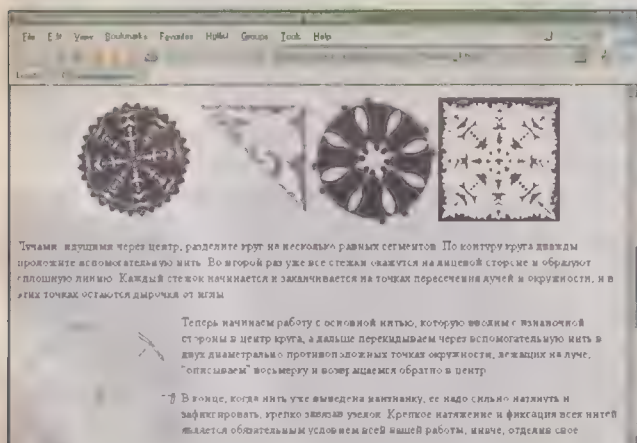 File Edit View Bookmarks Favorites Groups Tools Help
Лучами идущими через центр, разделите круг на несколько равных сегментов По контуру круга дважды
проложите вспомогательную нить. Во второй раз уже все стежки окажутся на лицевой стороне и образуют
сплошную линию Каждый стежок начинается и заканчивается на точках пересечения лучей и окружности, и в
этих точках остаются дырочки от иглы
Теперь начинаем работу с основной нитью, которую вводим с изнаночной
стороны в центр круга, а дальше перекидываем через вспомогательную нить в
двух диаметрально противоположных точках окружности, лежащих на луче,
"описываем" восьмерку и возвращаемся обратно в центр
В конце, когда нить уже выведена наизнанку, ее надо сильно натянуть и
зафиксировать, крепко завязав узелок. Крепкое натяжение и фиксация всех нитей
является обязательным условием всей вашей работы, иначе, отделив свое